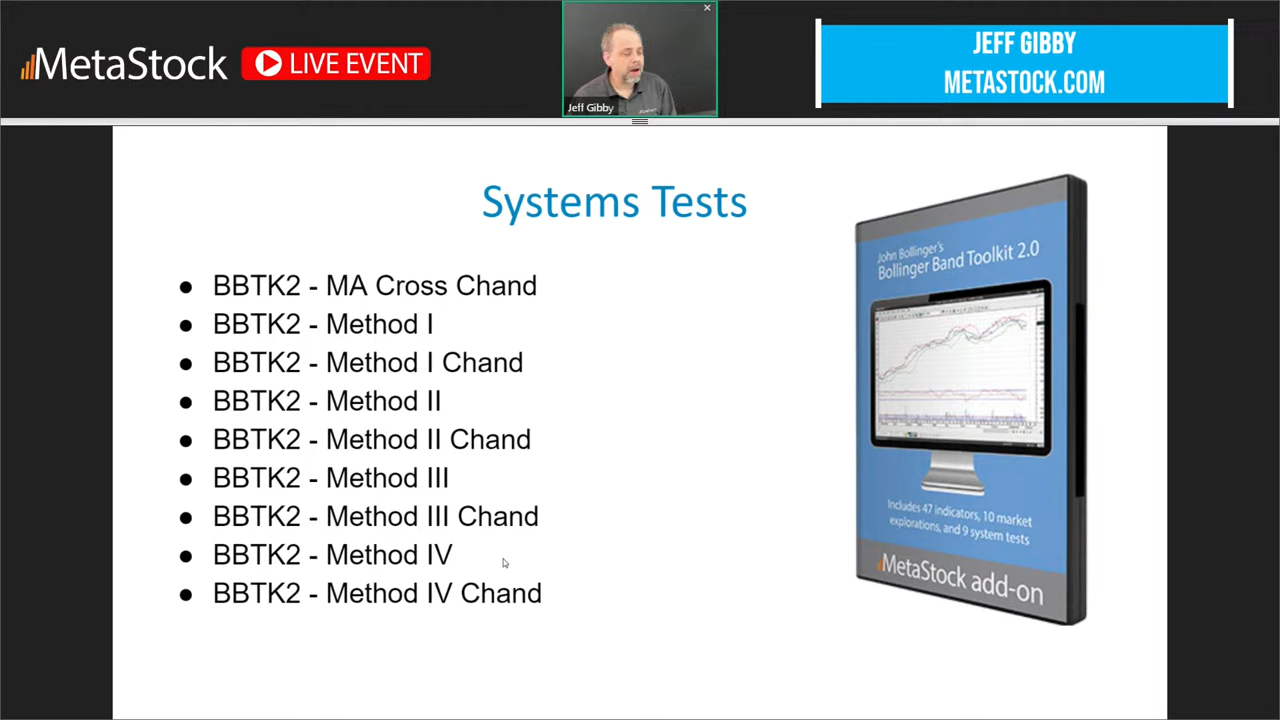 MetaStock
LIVE EVENT
Jeff Gibby
JEFF GIBBY
METASTOCK.COM
Systems Tests
● BBTK2 - MA Cross Chand
● BBTK2 - Method I
● BBTK2 - Method I Chand
● BBTK2 - Method II
● BBTK2 - Method II Chand
● BBTK2 - Method III
● BBTK2 - Method III Chand
● BBTK2 - Method IV
● BBTK2 - Method IV Chand
John Bollinger's
Bollinger Band Toolkit 2.0
Includes 47 indicators, 10 market
explorations, and 9 system tests
MetaStock add-on